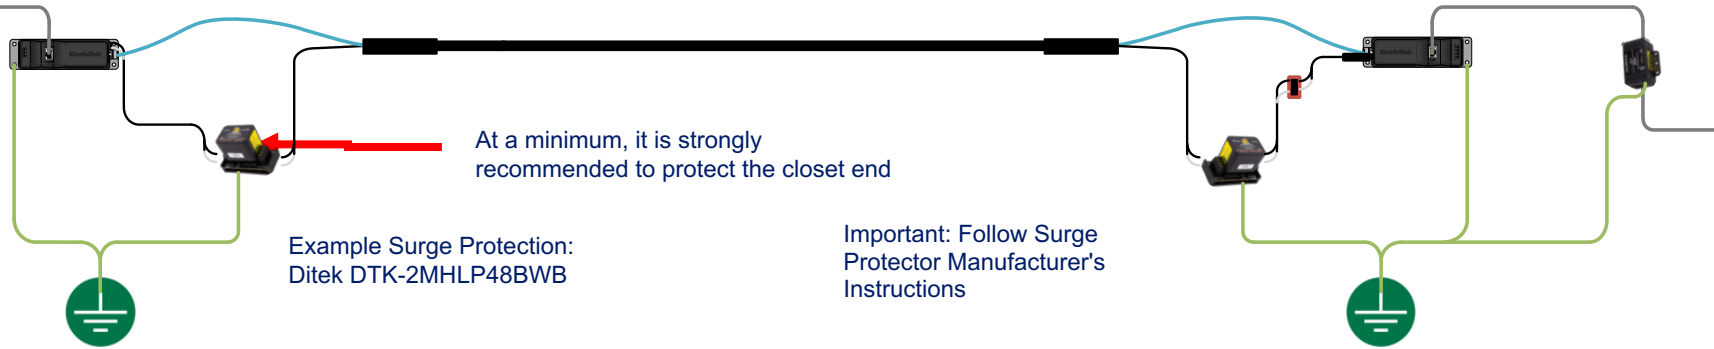 At a minimum, it is strongly
recommended to protect the closet end
Example Surge Protection:
Ditek DTK-2MHLP48BWB
Important: Follow Surge
Protector Manufacturer's
Instructions